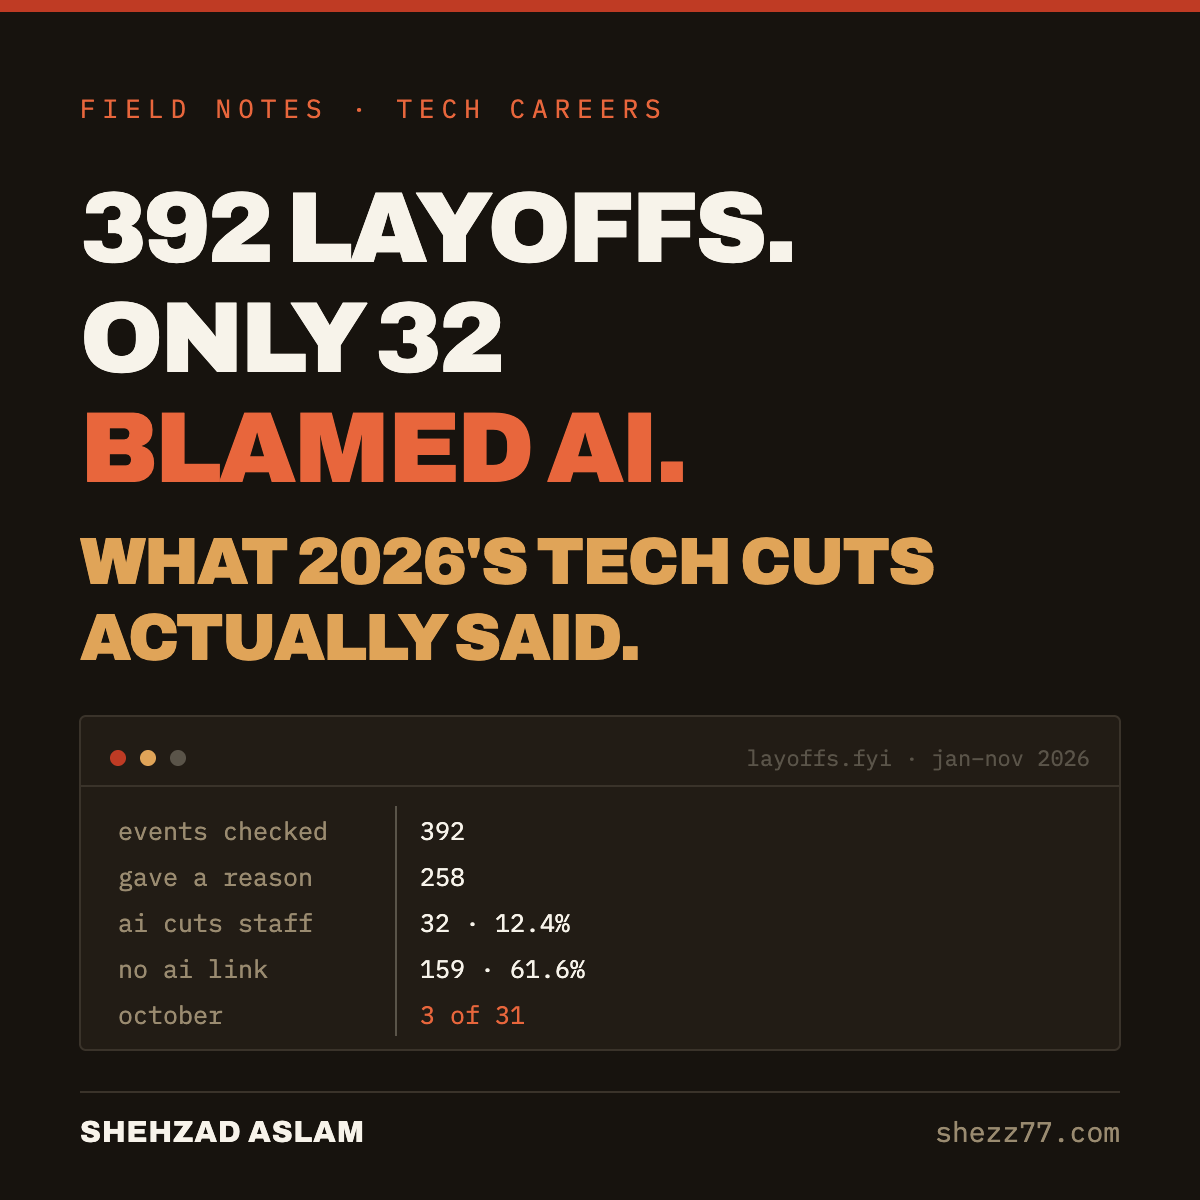 FIELD NOTES · TECH CAREERS
392 LAYOFFS.
ONLY 32
BLAMED AI.
WHAT 2026'S TECH CUTS
ACTUALLY SAID.
layoffs.fyi · jan–nov 2026
events checked 392
gave a reason 258
ai cuts staff 32 · 12.4%
no ai link 159 · 61.6%
october 3 of 31
SHEHZAD ASLAM shezz77.com